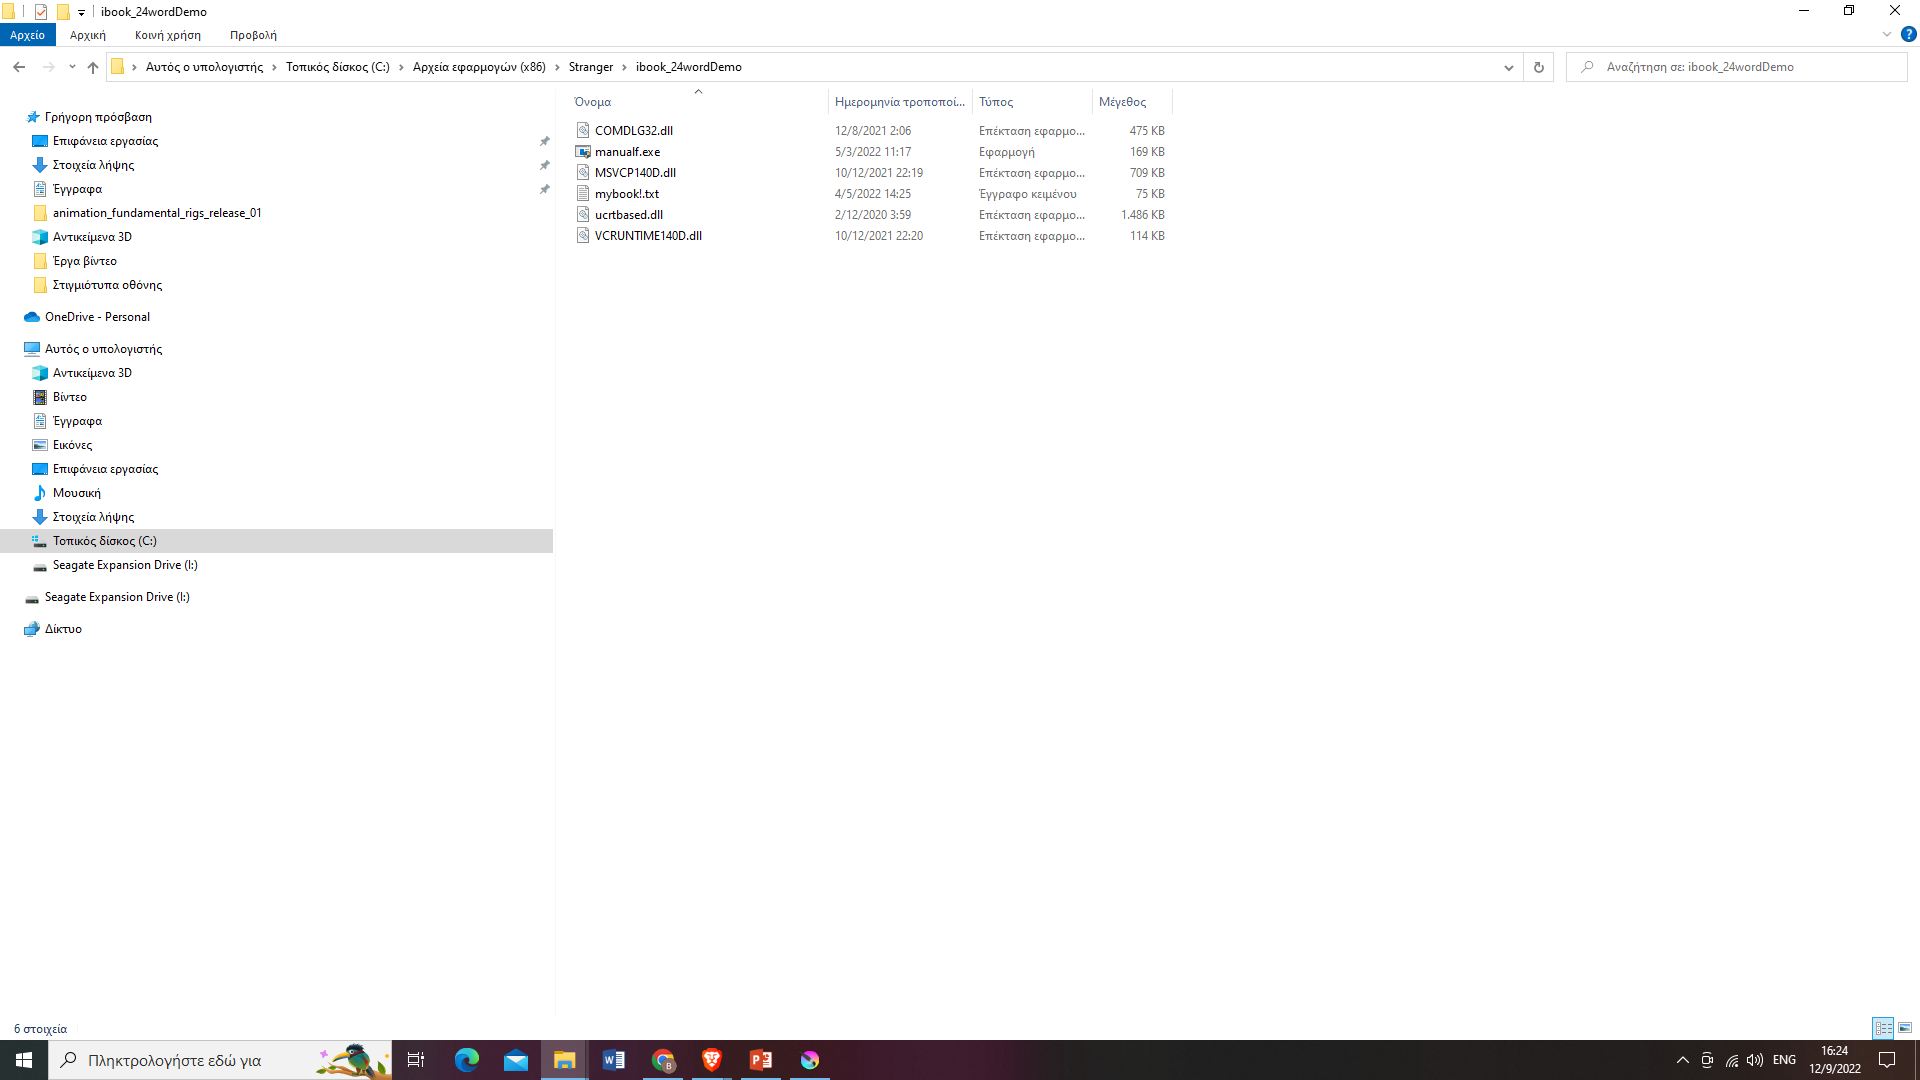 ibook_24wordDemo
Αρχείο Αρχική Κοινή χρήση Προβολή
Αυτός ο υπολογιστής Τοπικός δίσκος (C:) Αρχεία εφαρμογών (x86) Stranger ibook_24wordDemo
Αναζήτηση σε: ibook_24wordDemo
Γρήγορη πρόσβαση
Επιφάνεια εργασίας
Στοιχεία λήψης
Έγγραφα
animation_fundamental_rigs_release_01
Αντικείμενα 3D
Έργα βίντεο
Στιγμιότυπα οθόνης
OneDrive - Personal
Αυτός ο υπολογιστής
Αντικείμενα 3D
Βίντεο
Έγγραφα
Εικόνες
Επιφάνεια εργασίας
Μουσική
Στοιχεία λήψης
Τοπικός δίσκος (C:)
Seagate Expansion Drive (I:)
Seagate Expansion Drive (I:)
Δίκτυο
Όνομα Ημερομηνία τροποποί... Τύπος Μέγεθος
COMDLG32.dll 12/8/2021 2:06 Επέκταση εφαρμο... 475 KB
manualf.exe 5/3/2022 11:17 Εφαρμογή 169 KB
MSVCP140D.dll 10/12/2021 22:19 Επέκταση εφαρμο... 709 KB
mybook!.txt 4/5/2022 14:25 Έγγραφο κειμένου 75 KB
ucrtbased.dll 2/12/2020 3:59 Επέκταση εφαρμο... 1.486 KB
VCRUNTIME140D.dll 10/12/2021 22:20 Επέκταση εφαρμο... 114 KB
6 στοιχεία
Πληκτρολογήστε εδώ για
ENG
16:24
12/9/2022